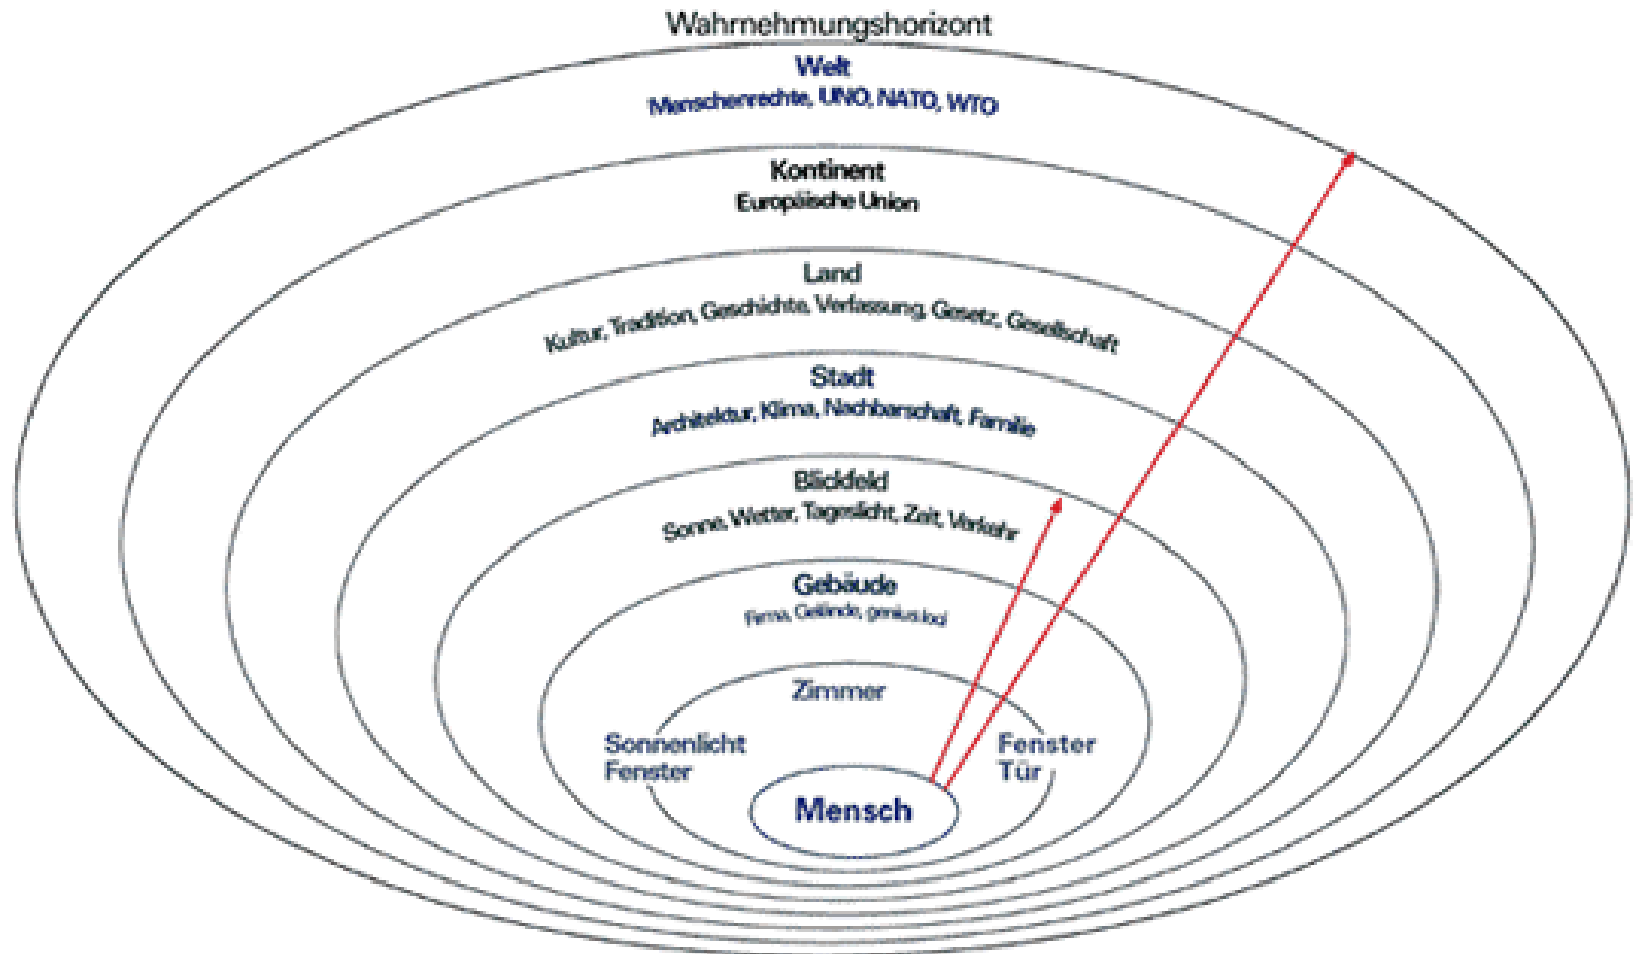 Wahrnehmungshorizont
Welt
Menschenrechte, UNO, NATO, WTO
Kontinent
Europäische Union
Land
Kultur, Tradition, Geschichte, Verfassung, Gesetz, Gesellschaft
Stadt
Architektur, Klima, Nachbarschaft, Familie
Blickfeld
Sonne, Wetter, Tageslicht, Zeit, Verkehr
Gebäude
Firma, Gelände, genius loci
Zimmer
Sonnenlicht
Fenster
Fenster
Tür
Mensch